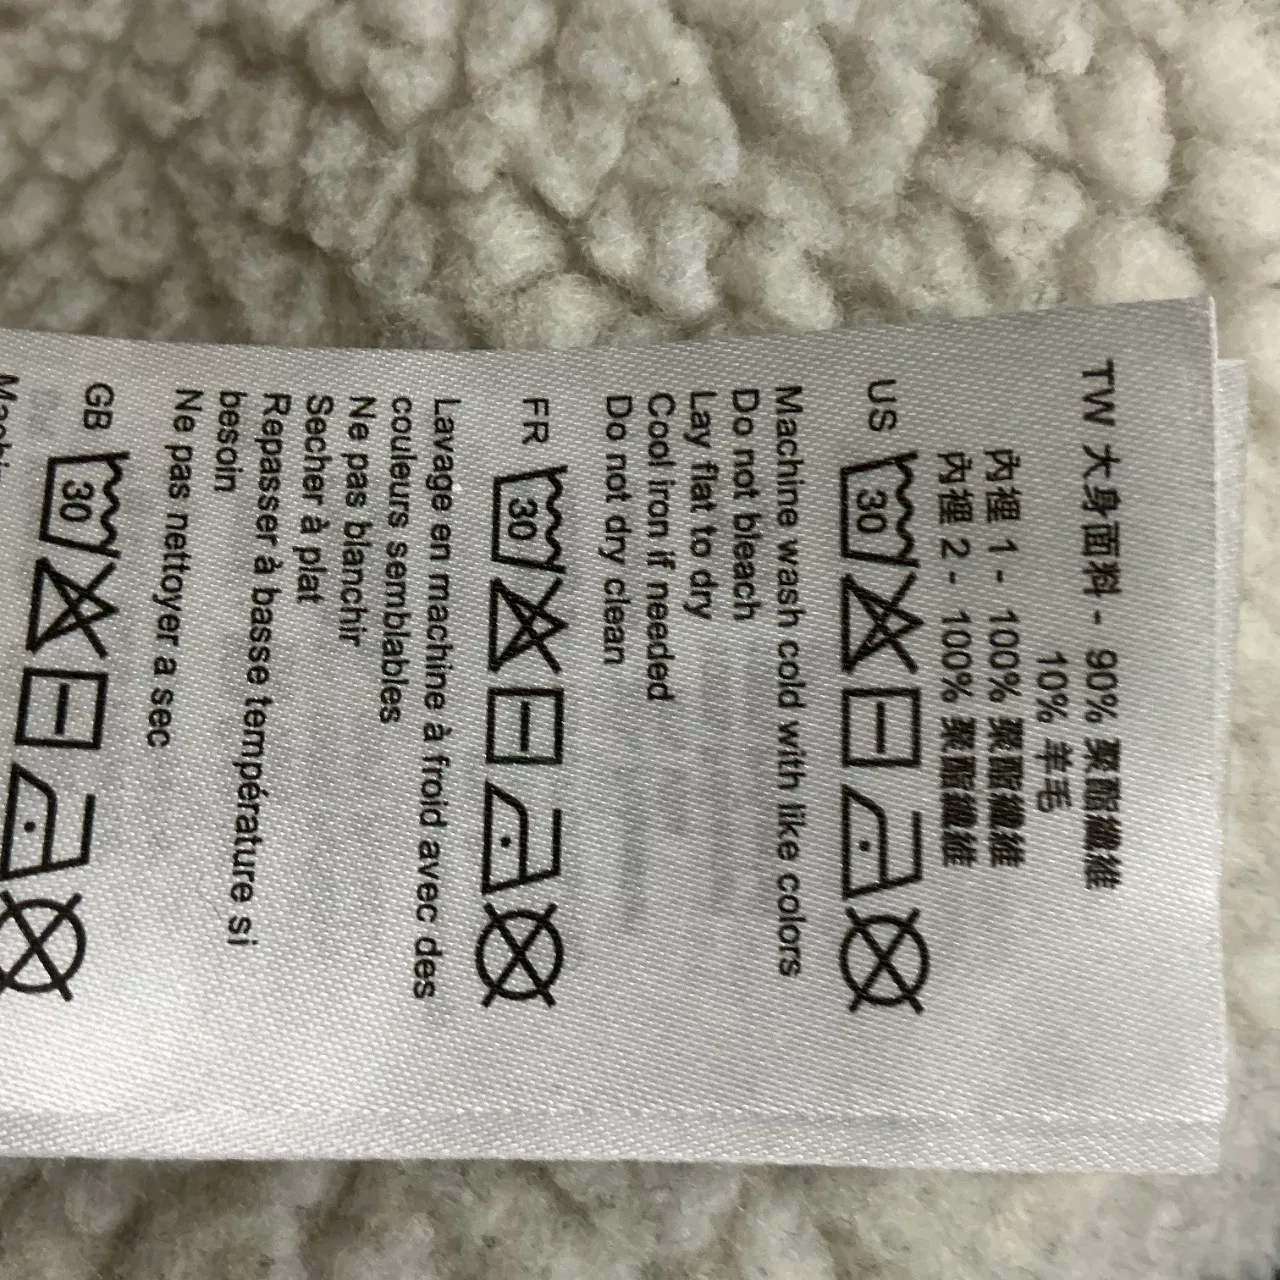 TW 大身面料 - 90% 聚酯纖維
10% 羊毛
內裡 1 - 100% 聚酯纖維
內裡 2 - 100% 聚酯纖維
US
30
Machine wash cold with like colors
Do not bleach
Lay flat to dry
Cool iron if needed
Do not dry clean
FR
30
Lavage en machine à froid avec des
couleurs semblables
Ne pas blanchir
Secher à plat
Repasser à basse température si
besoin
Ne pas nettoyer a sec
GB
30